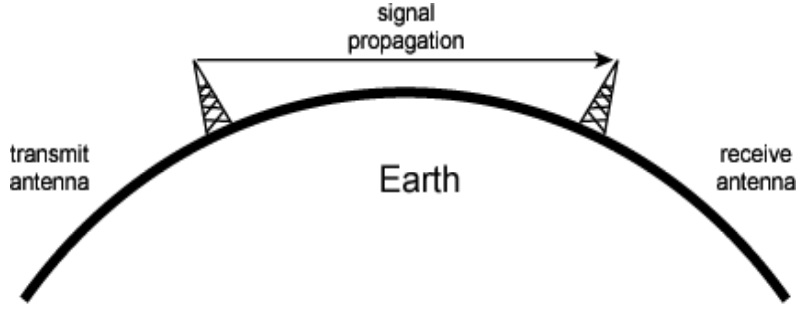 signal
propagation
transmit
antenna
Earth
receive
antenna